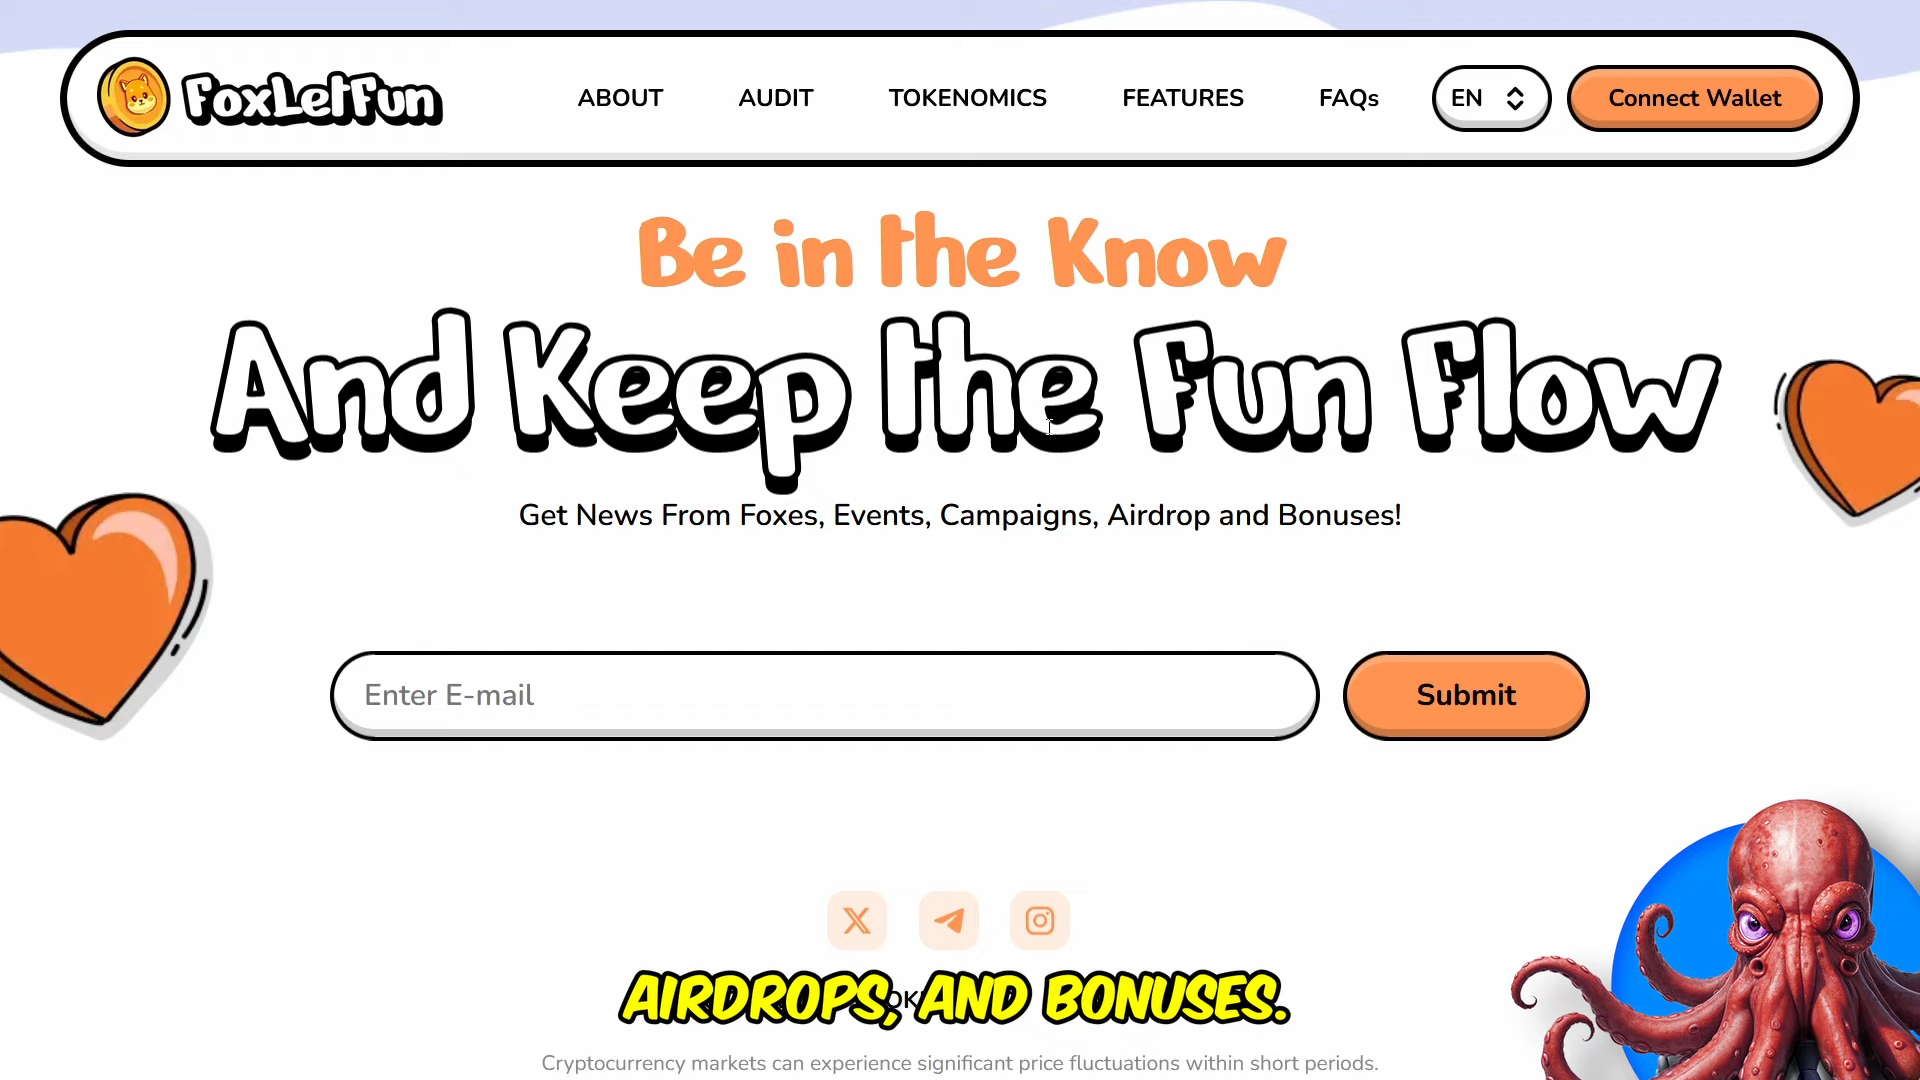 FoxLetFun
ABOUT
AUDIT
TOKENOMICS
FEATURES
FAQs
EN
Connect Wallet
Be in the Know
And Keep the Fun Flow
Get News From Foxes, Events, Campaigns, Airdrop and Bonuses!
Enter E-mail
Submit
AIRDROPS, AND BONUSES.
Cryptocurrency markets can experience significant price fluctuations within short periods.